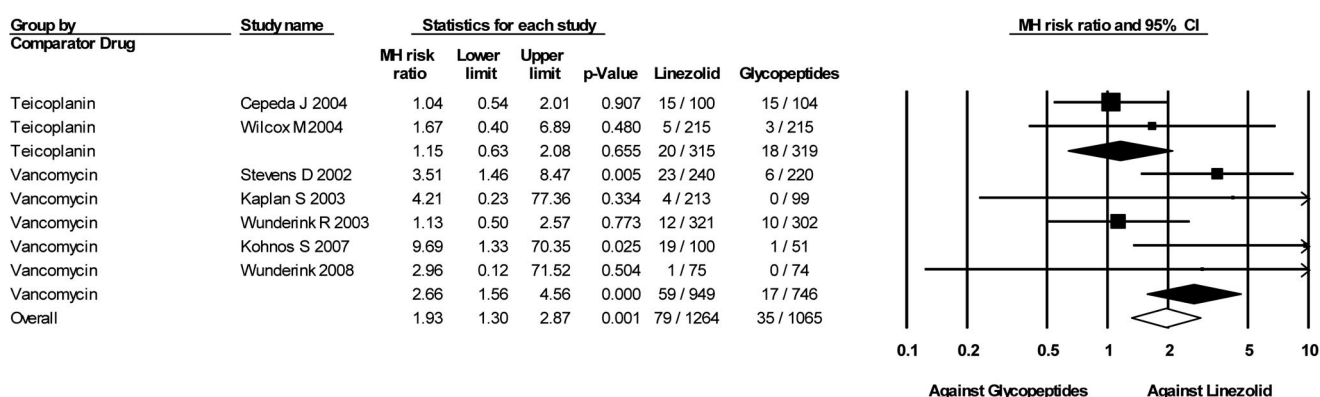 Group by Study name Statistics for each study MH risk ratio and 95% CI
Comparator Drug
MH risk Lower Upper
ratio limit limit p-Value Linezolid Glycopeptides
Teicoplanin Cepeda J 2004 1.04 0.54 2.01 0.907 15 / 100 15 / 104
Teicoplanin Wilcox M2004 1.67 0.40 6.89 0.480 5 / 215 3 / 215
Teicoplanin 1.15 0.63 2.08 0.655 20 / 315 18 / 319
Vancomycin Stevens D 2002 3.51 1.46 8.47 0.005 23 / 240 6 / 220
Vancomycin Kaplan S 2003 4.21 0.23 77.36 0.334 4 / 213 0 / 99
Vancomycin Wunderink R 2003 1.13 0.50 2.57 0.773 12 / 321 10 / 302
Vancomycin Kohnos S 2007 9.69 1.33 70.35 0.025 19 / 100 1 / 51
Vancomycin Wunderink 2008 2.96 0.12 71.52 0.504 1 / 75 0 / 74
Vancomycin 2.66 1.56 4.56 0.000 59 / 949 17 / 746
Overall 1.93 1.30 2.87 0.001 79 / 1264 35 / 1065
0.1 0.2 0.5 1 2 5 10
Against Glycopeptides Against Linezolid